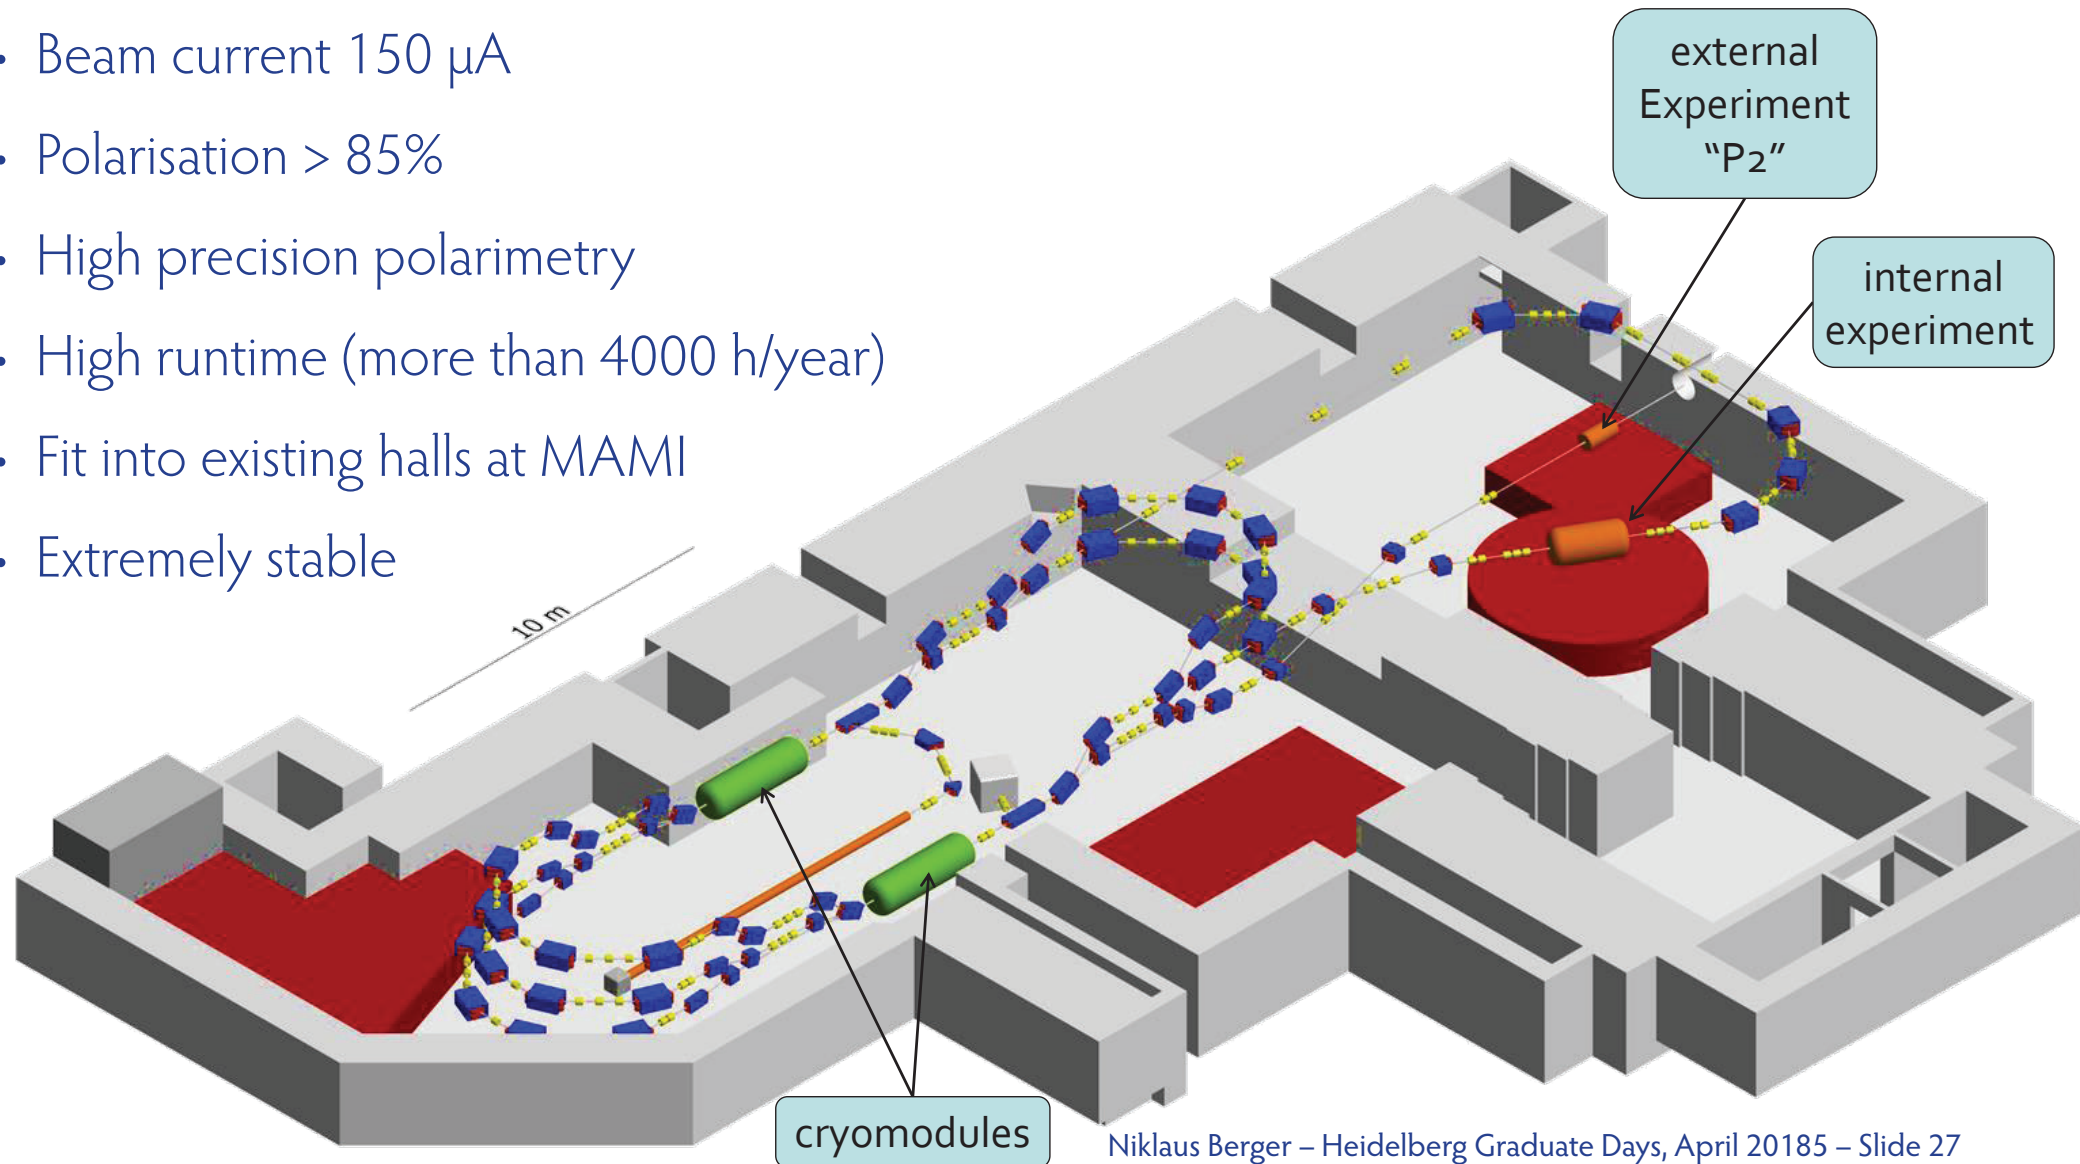 • Beam current 150 μA
• Polarisation > 85%
• High precision polarimetry
• High runtime (more than 4000 h/year)
• Fit into existing halls at MAMI
• Extremely stable
external
Experiment
“P2”
internal
experiment
10 m
cryomodules
Niklaus Berger – Heidelberg Graduate Days, April 20185 – Slide 27